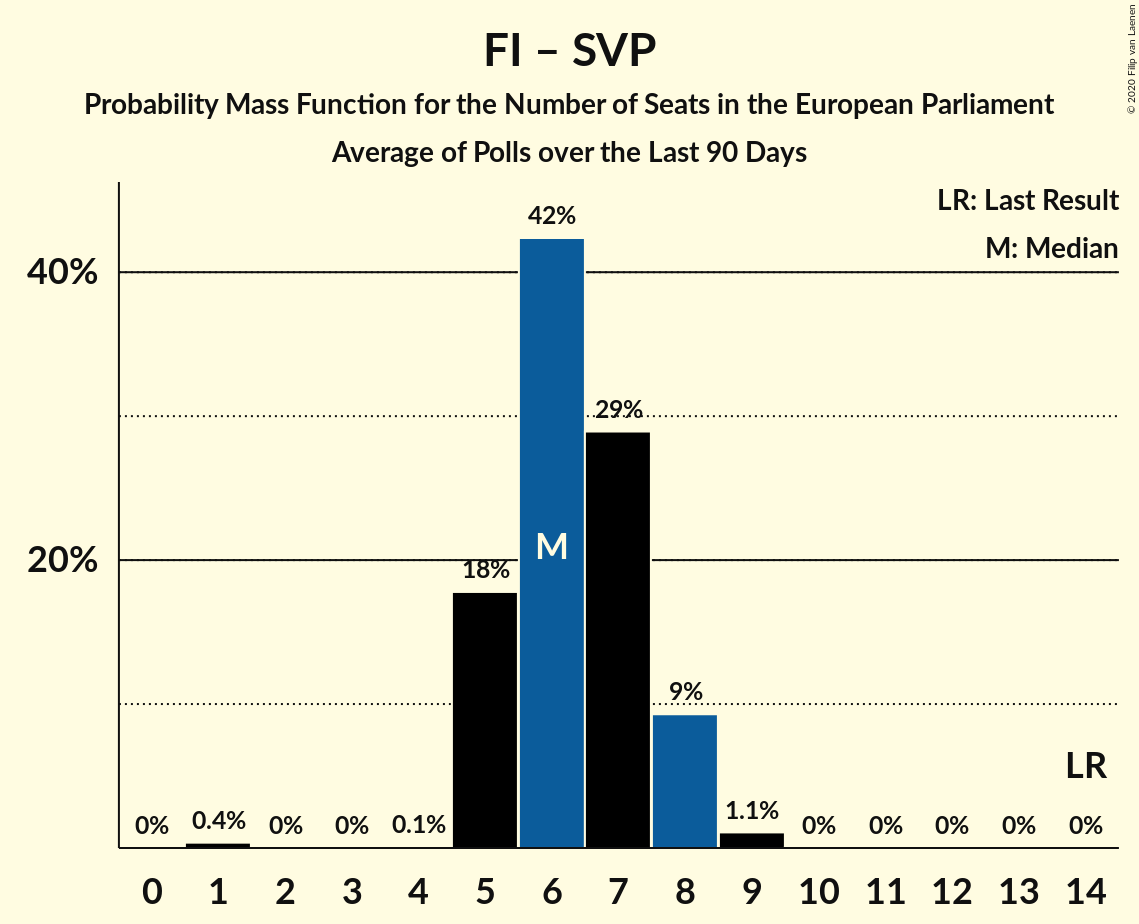 FI – SVP
Probability Mass Function for the Number of Seats in the European Parliament
Average of Polls over the Last 90 Days
© 2020 Filip van Laenen
LR: Last Result
M: Median
40%
20%
42%
29%
18%
M
9%
LR
0% 0.4% 0% 0% 0.1% 1.1% 0% 0% 0% 0% 0%
0 1 2 3 4 5 6 7 8 9 10 11 12 13 14